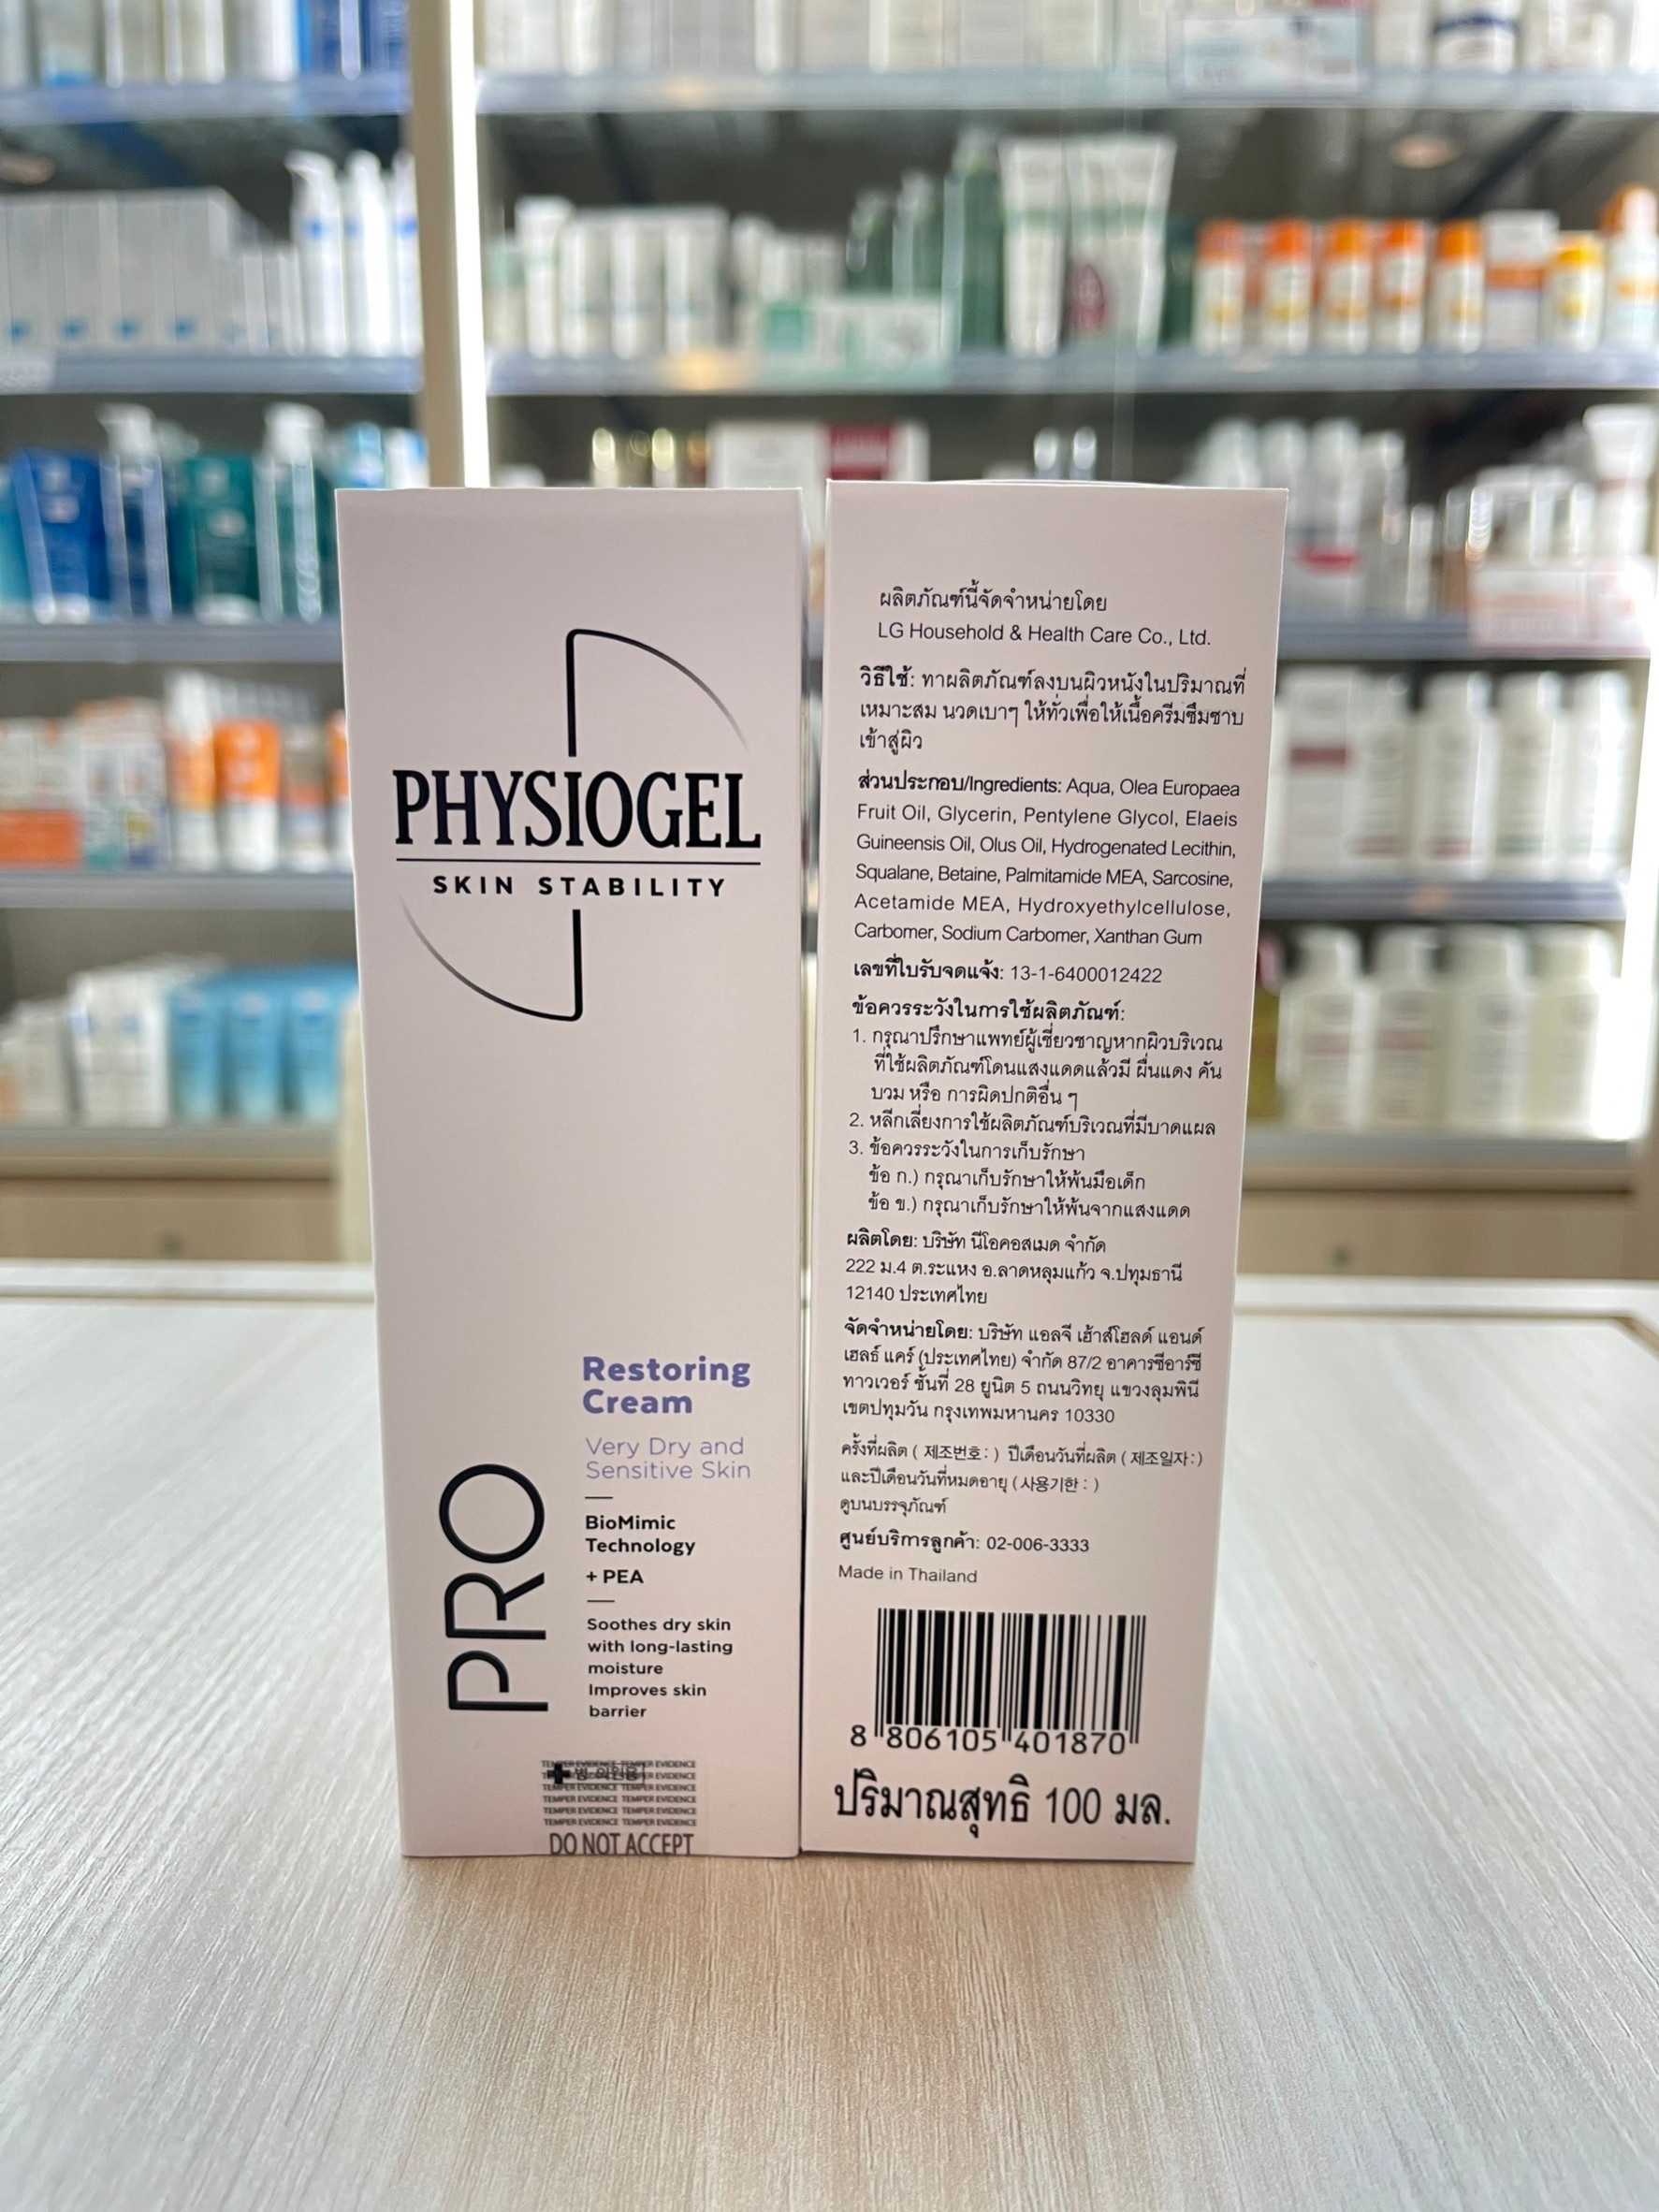 PHYSIOGEL
SKIN STABILITY
PRO
Restoring
Cream
Very Dry and
Sensitive Skin
BioMimic
Technology
+ PEA
Soothes dry skin
with long-lasting
moisture
Improves skin
barrier
병·의원용
TEMPER EVIDENCE TEMPER EVIDENCE
TEMPER EVIDENCE
TEMPER EVIDENCE TEMPER EVIDENCE
TEMPER EVIDENCE TEMPER EVIDENCE
TEMPER EVIDENCE TEMPER EVIDENCE
TEMPER EVIDENCE TEMPER EVIDENCE
DO NOT ACCEPT
ผลิตภัณฑ์นี้จัดจำหน่ายโดย
LG Household & Health Care Co., Ltd.
วิธีใช้: ทาผลิตภัณฑ์ลงบนผิวหนังในปริมาณที่
เหมาะสม นวดเบาๆ ให้ทั่วเพื่อให้เนื้อครีมซึมซาบ
เข้าสู่ผิว
ส่วนประกอบ/Ingredients: Aqua, Olea Europaea
Fruit Oil, Glycerin, Pentylene Glycol, Elaeis
Guineensis Oil, Olus Oil, Hydrogenated Lecithin,
Squalane, Betaine, Palmitamide MEA, Sarcosine,
Acetamide MEA, Hydroxyethylcellulose,
Carbomer, Sodium Carbomer, Xanthan Gum
เลขที่ใบรับจดแจ้ง: 13-1-6400012422
ข้อควรระวังในการใช้ผลิตภัณฑ์:
1. กรุณาปรึกษาแพทย์ผู้เชี่ยวชาญหากผิวบริเวณ
ที่ใช้ผลิตภัณฑ์โดนแสงแดดแล้วมี ผื่นแดง คัน
บวม หรือ การผิดปกติอื่น ๆ
2. หลีกเลี่ยงการใช้ผลิตภัณฑ์บริเวณที่มีบาดแผล
3. ข้อควรระวังในการเก็บรักษา
ข้อ ก.) กรุณาเก็บรักษาให้พ้นมือเด็ก
ข้อ ข.) กรุณาเก็บรักษาให้พ้นจากแสงแดด
ผลิตโดย: บริษัท นีโอคอสเมด จำกัด
222 ม.4 ต.ระแหง อ.ลาดหลุมแก้ว จ.ปทุมธานี
12140 ประเทศไทย
จัดจำหน่ายโดย: บริษัท แอลจี เฮ้าส์โฮลด์ แอนด์
เฮลธ์ แคร์ (ประเทศไทย) จำกัด 87/2 อาคารซีอาร์ซี
ทาวเวอร์ ชั้นที่ 28 ยูนิต 5 ถนนวิทยุ แขวงลุมพินี
เขตปทุมวัน กรุงเทพมหานคร 10330
ครั้งที่ผลิต ( 제조번호 : ) ปีเดือนวันที่ผลิต ( 제조일자 : )
และปีเดือนวันที่หมดอายุ ( 사용기한 : )
ดูบนบรรจุภัณฑ์
ศูนย์บริการลูกค้า: 02-006-3333
Made in Thailand
8 806105 401870
ปริมาณสุทธิ 100 มล.